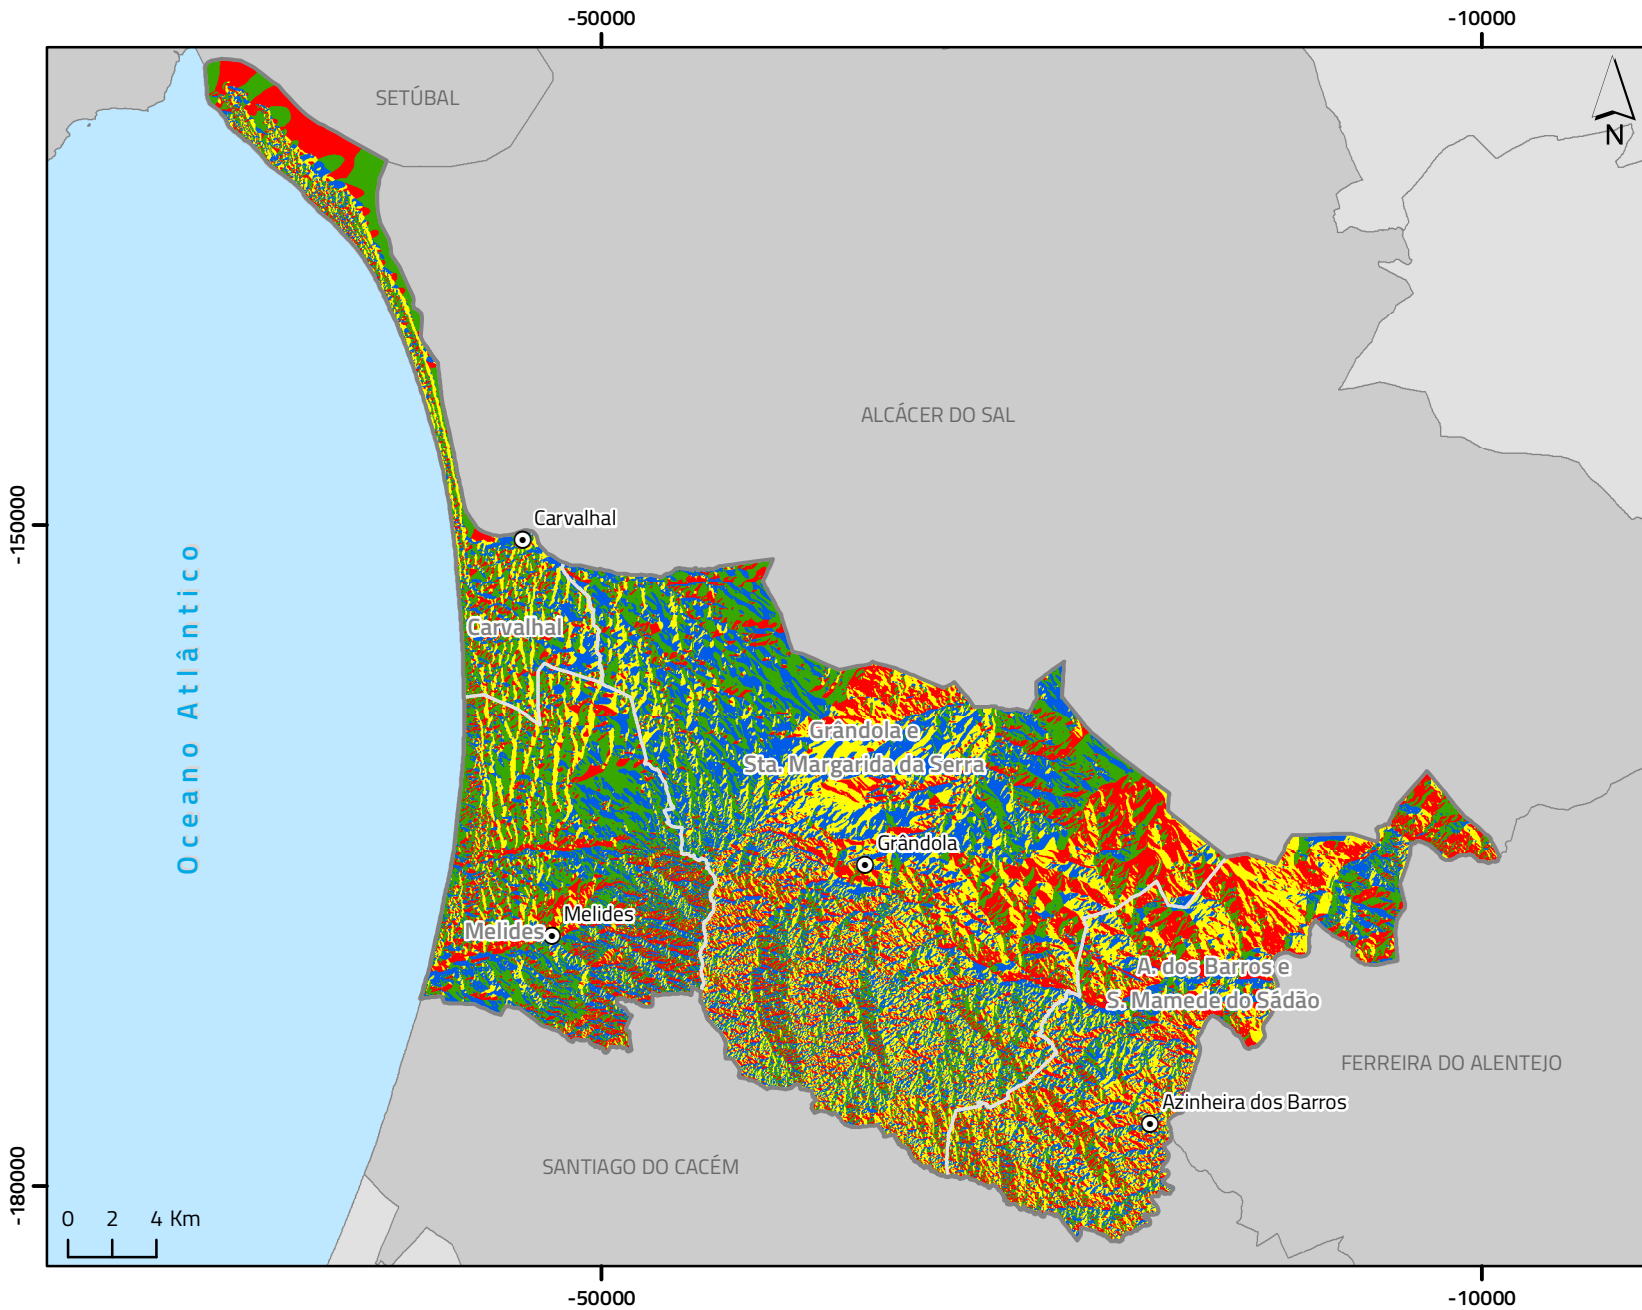 -50000
-10000
SETÚBAL
N
ALCÁCER DO SAL
-150000
Carvalhal
Oceano Atlântico
Carvalhal
Grândola e
Sta. Margarida da Serra
Grândola
Melides
Melides
A. dos Barros e
S. Mamede do Sádão
FERREIRA DO ALENTEJO
Azinheira dos Barros
SANTIAGO DO CACÉM
-180000
0 2 4 Km
-50000
-10000